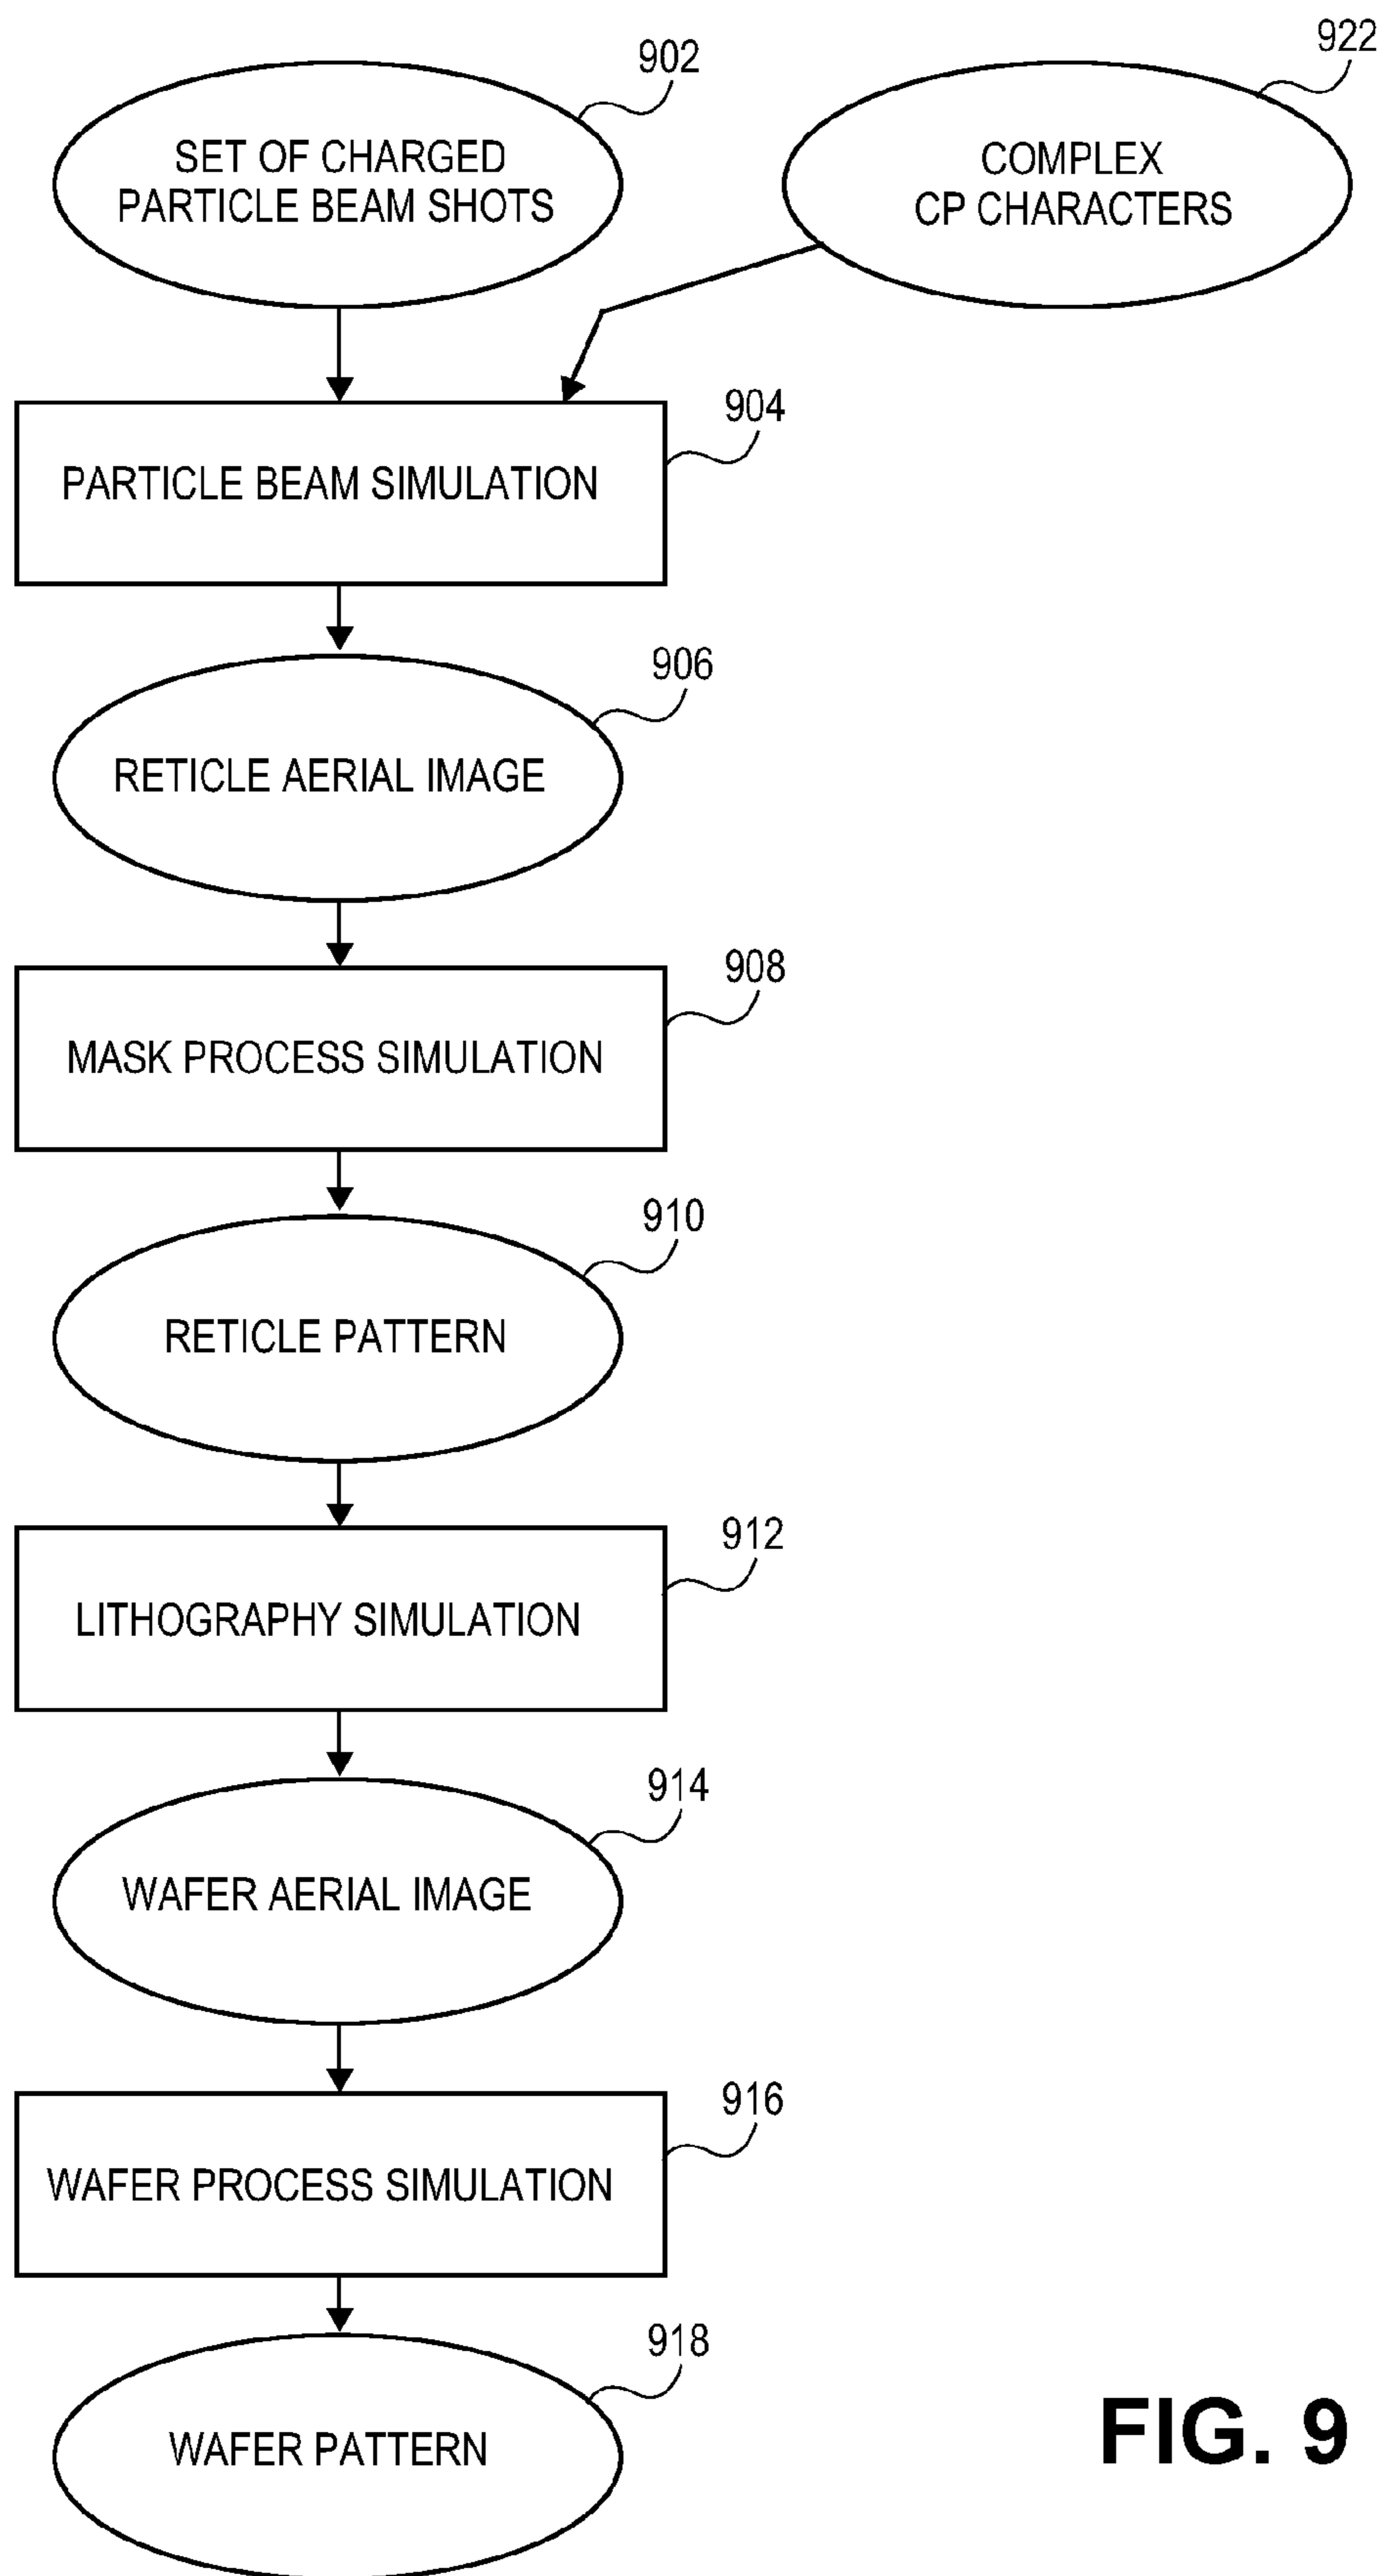 902
922
SET OF CHARGED
PARTICLE BEAM SHOTS
COMPLEX
CP CHARACTERS
904
PARTICLE BEAM SIMULATION
906
RETICLE AERIAL IMAGE
908
MASK PROCESS SIMULATION
910
RETICLE PATTERN
912
LITHOGRAPHY SIMULATION
914
WAFER AERIAL IMAGE
916
WAFER PROCESS SIMULATION
918
WAFER PATTERN
FIG. 9